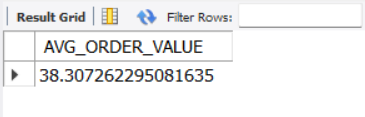 Result Grid Filter Rows:
AVG_ORDER_VALUE
38.307262295081635